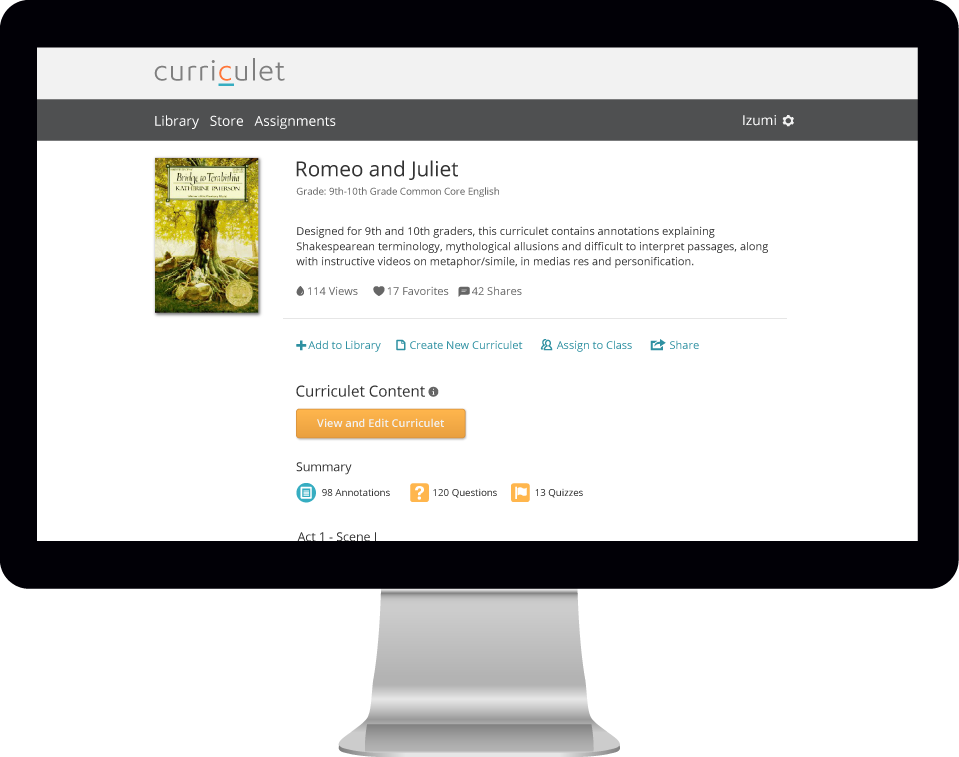 curriculet
Library Store Assignments
Izumi
Bridge to Terabithia
KATHERINE PATERSON
Romeo and Juliet
Grade: 9th-10th Grade Common Core English
Designed for 9th and 10th graders, this curriculet contains annotations explaining
Shakespearean terminology, mythological allusions and difficult to interpret passages, along
with instructive videos on metaphor/simile, in medias res and personification.
114 Views 17 Favorites 42 Shares
Add to Library Create New Curriculet Assign to Class Share
Curriculet Content
View and Edit Curriculet
Summary
98 Annotations ? 120 Questions 13 Quizzes
Act 1 - Scene I